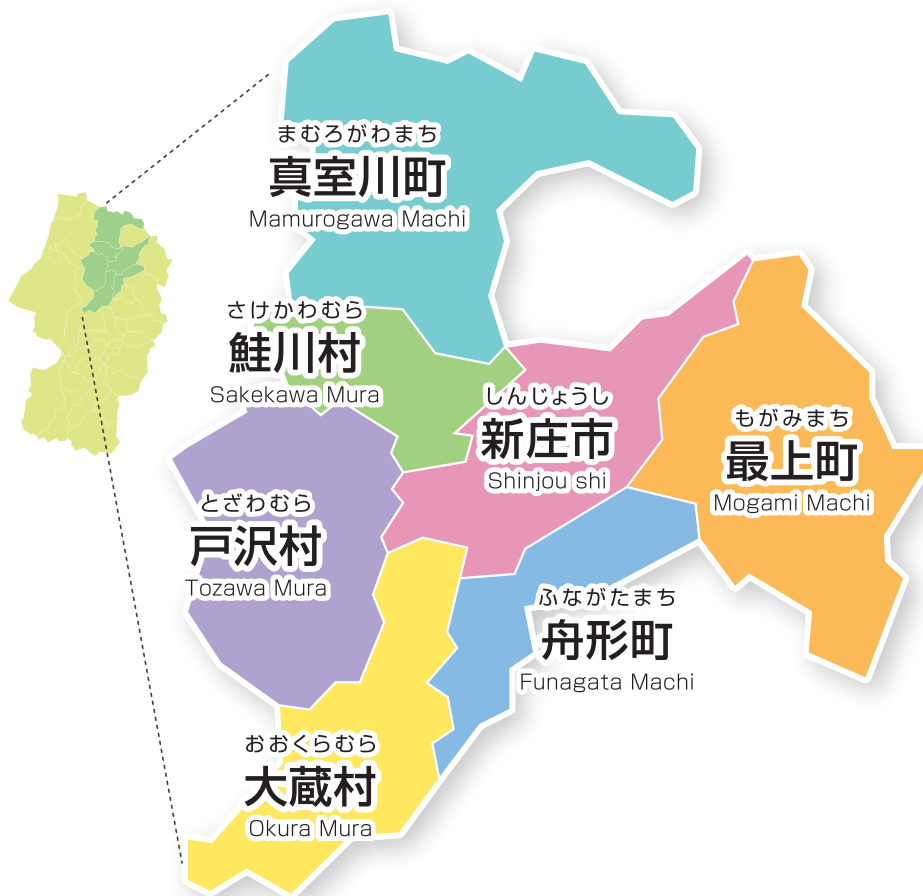 まむろがわまち
真室川町
Mamurogawa Machi
さけかわむら
鮭川村
Sakekawa Mura
しんじょうし
新庄市
Shinjou shi
もがみまち
最上町
Mogami Machi
とざわむら
戸沢村
Tozawa Mura
ふながたまち
舟形町
Funagata Machi
おおくらむら
大蔵村
Okura Mura